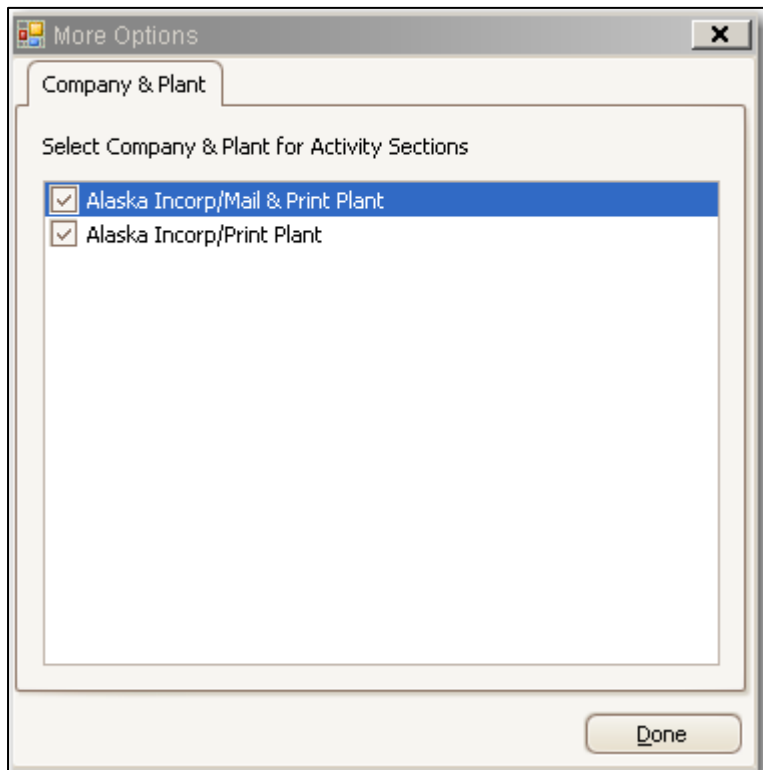 More Options
Company & Plant
Select Company & Plant for Activity Sections
Alaska Incorp/Mail & Print Plant
Alaska Incorp/Print Plant
Done